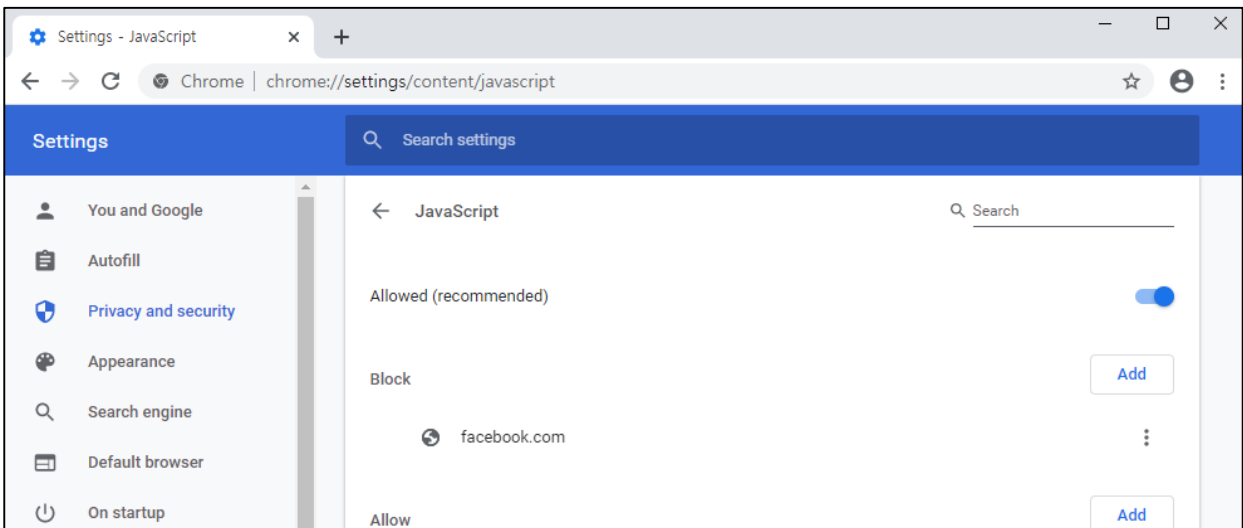 Settings - JavaScript
Chrome | chrome://settings/content/javascript
Settings
Search settings
You and Google
Autofill
Privacy and security
Appearance
Search engine
Default browser
On startup
JavaScript
Search
Allowed (recommended)
Block
Add
facebook.com
Allow
Add